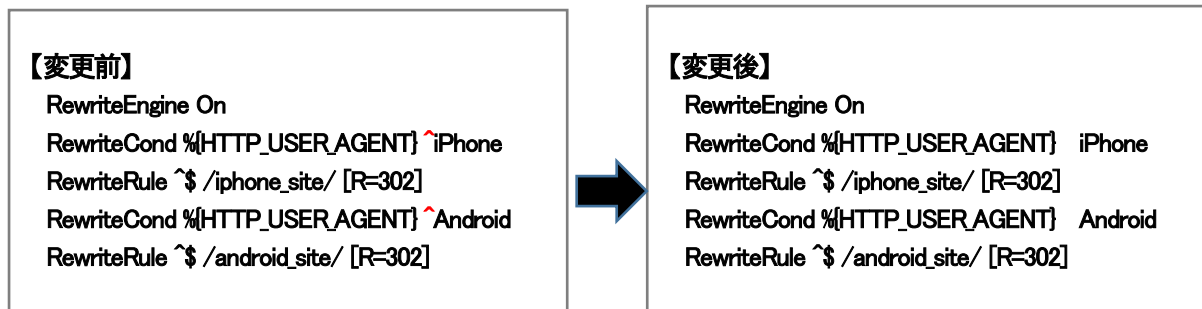 【変更前】
RewriteEngine On
RewriteCond %{HTTP_USER_AGENT} ^iPhone
RewriteRule ^$ /iphone_site/ [R=302]
RewriteCond %{HTTP_USER_AGENT} ^Android
RewriteRule ^$ /android_site/ [R=302]
【変更後】
RewriteEngine On
RewriteCond %{HTTP_USER_AGENT} iPhone
RewriteRule ^$ /iphone_site/ [R=302]
RewriteCond %{HTTP_USER_AGENT} Android
RewriteRule ^$ /android_site/ [R=302]